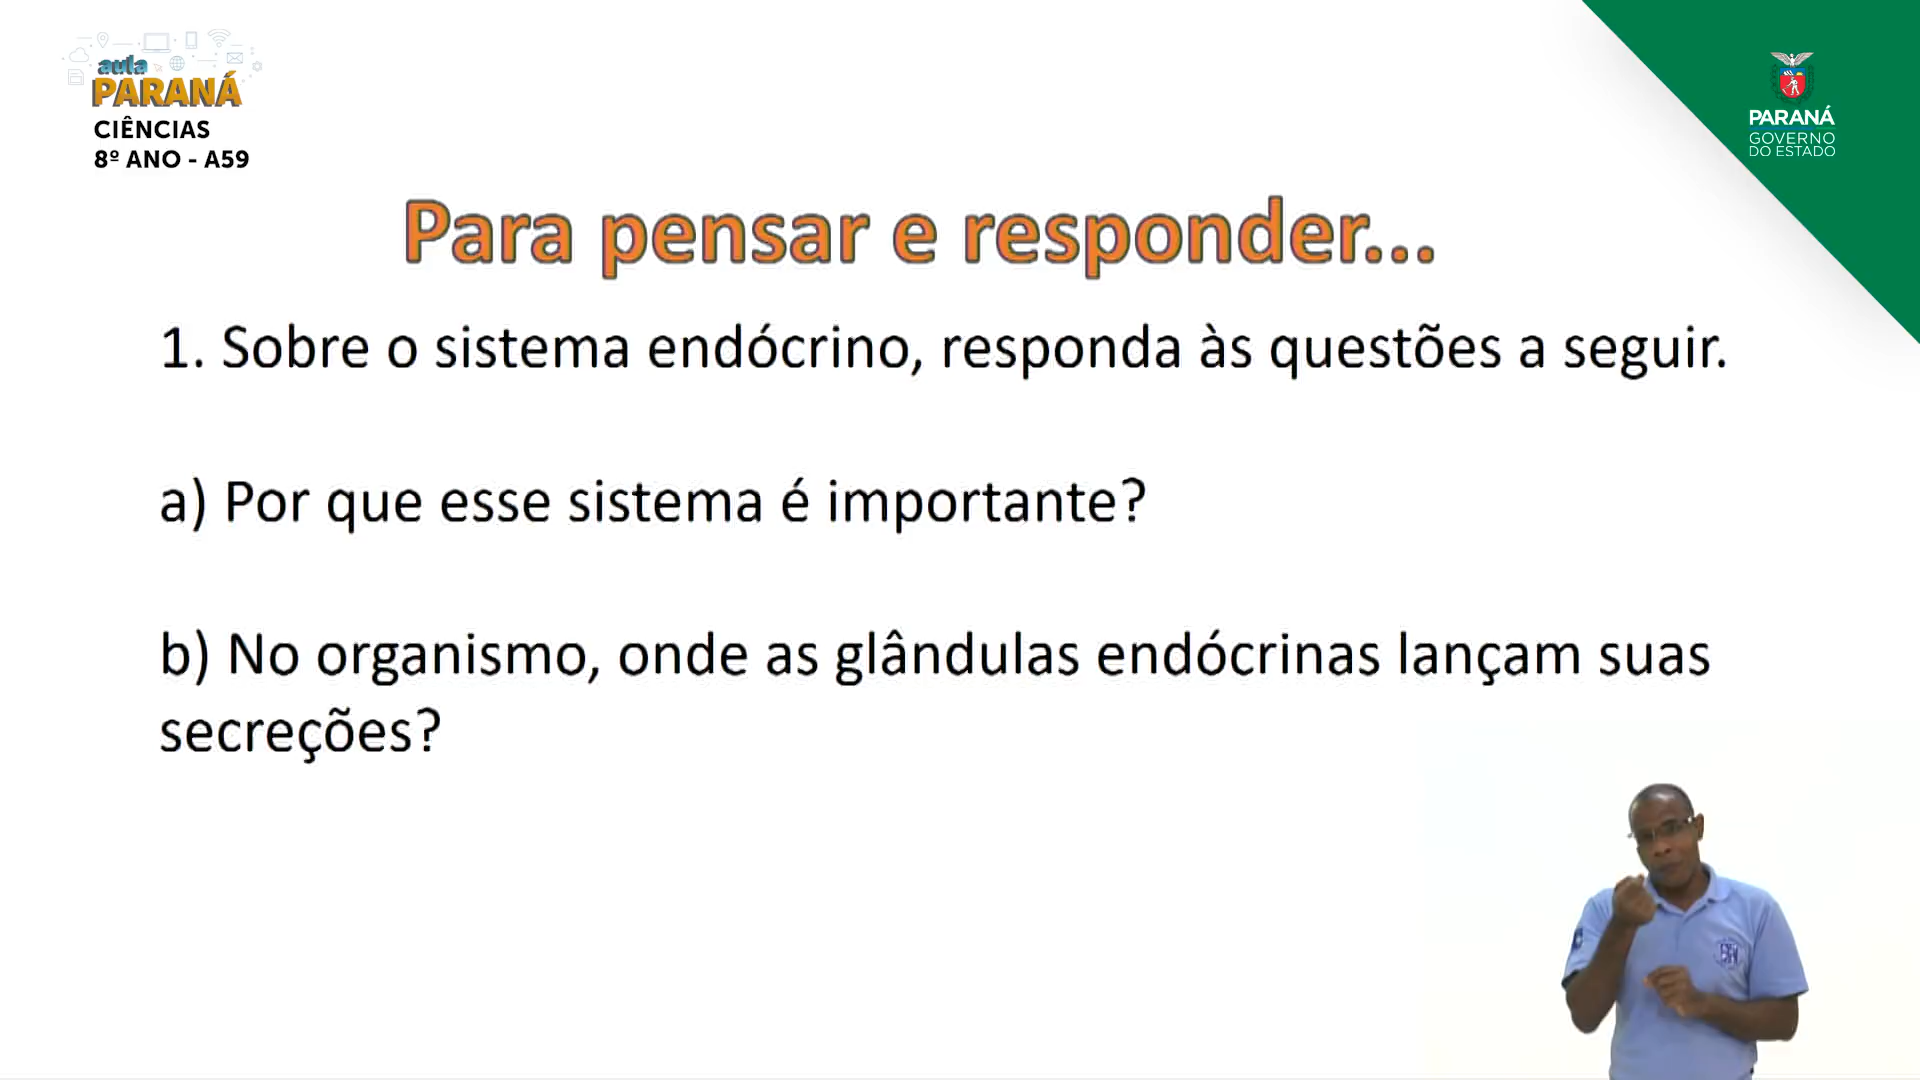 aula
PARANÁ
CIÊNCIAS
8º ANO - A59
PARANÁ
GOVERNO
DO ESTADO
Para pensar e responder...
1. Sobre o sistema endócrino, responda às questões a seguir.
a) Por que esse sistema é importante?
b) No organismo, onde as glândulas endócrinas lançam suas
secreções?